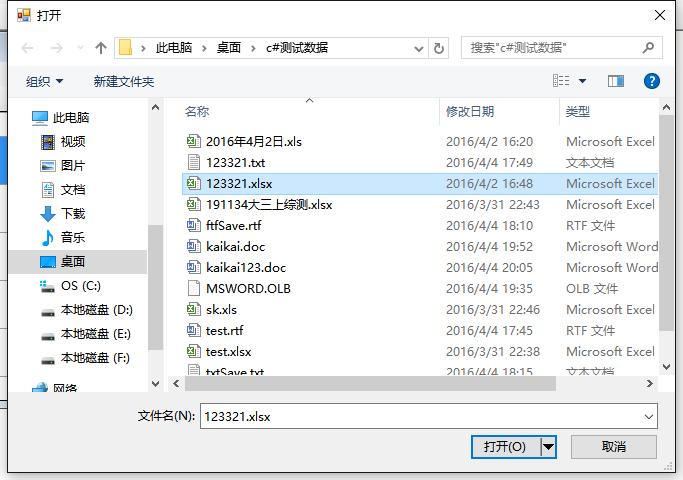 打开
此电脑 桌面 c#测试数据
搜索"c#测试数据"
组织 新建文件夹
此电脑
视频
图片
文档
下载
音乐
桌面
OS (C:)
本地磁盘 (D:)
本地磁盘 (E:)
本地磁盘 (F:)
网络
名称 修改日期 类型
2016年4月2日.xls 2016/4/2 16:20 Microsoft Excel
123321.txt 2016/4/4 17:49 文本文档
123321.xlsx 2016/4/2 16:48 Microsoft Excel
191134大三上综测.xlsx 2016/3/31 22:43 Microsoft Excel
ftfSave.rtf 2016/4/4 18:10 RTF 文件
kaikai.doc 2016/4/4 19:52 Microsoft Word
kaikai123.doc 2016/4/4 20:05 Microsoft Word
MSWORD.OLB 2016/4/4 19:35 OLB 文件
sk.xls 2016/3/31 22:46 Microsoft Excel
test.rtf 2016/4/4 17:45 RTF 文件
test.xlsx 2016/3/31 22:38 Microsoft Excel
txtSave.txt 2016/4/4 18:15 文本文档
文件名(N): 123321.xlsx
打开(O) 取消